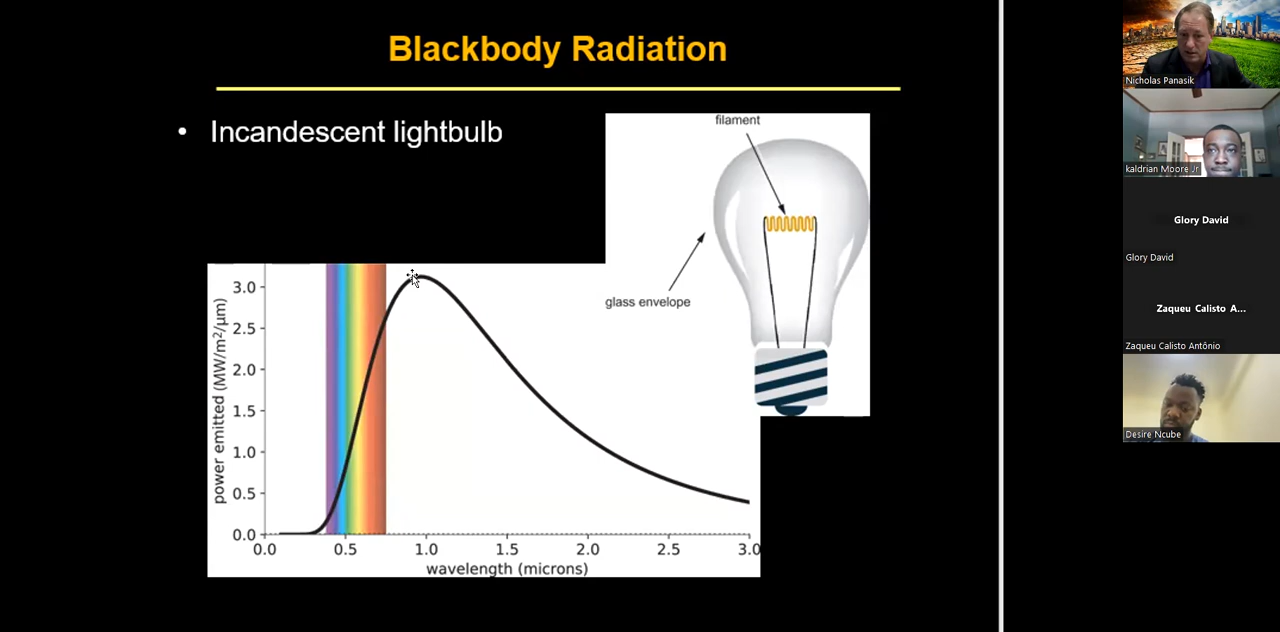 Blackbody Radiation
• Incandescent lightbulb
filament
glass envelope
power emitted (MW/m²/μm)
3.0
2.5
2.0
1.5
1.0
0.5
0.0
0.0 0.5 1.0 1.5 2.0 2.5 3.0
wavelength (microns)
Nicholas Panasik
kaldrian Moore Jr
Glory David
Glory David
Zaqueu Calisto A...
Zaqueu Calisto Antônio
Desire Ncube